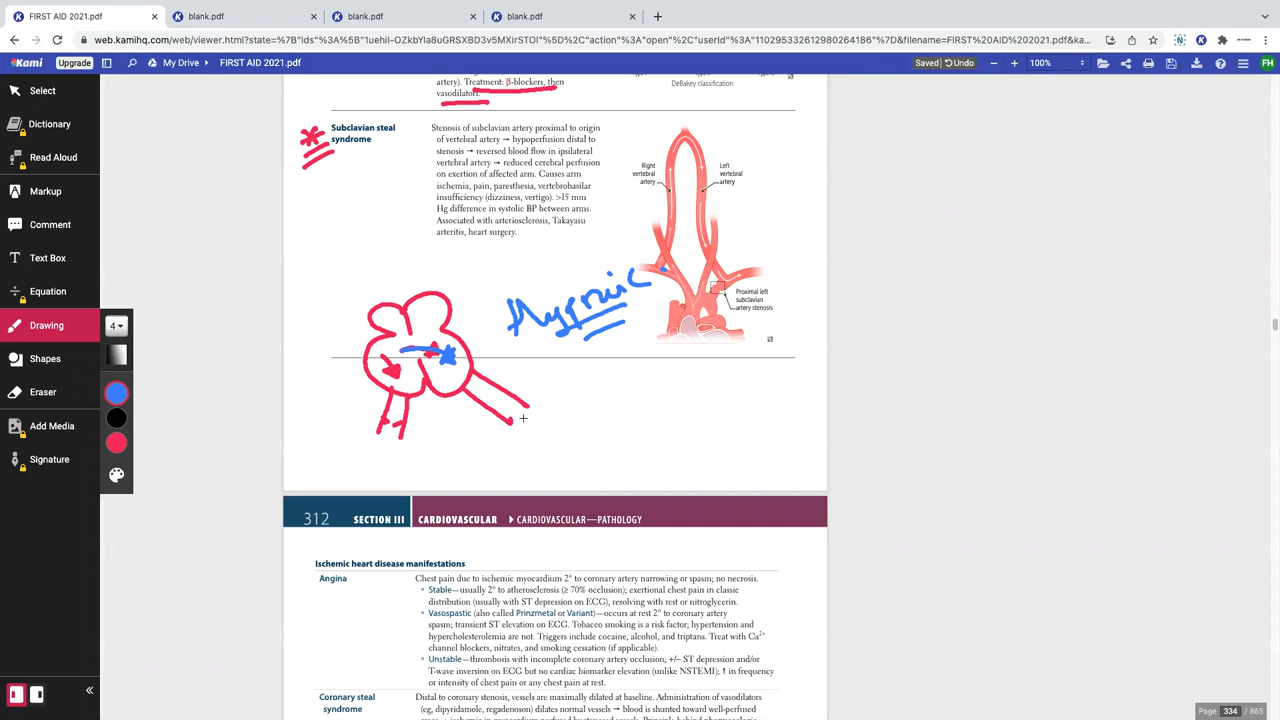 FIRST AID 2021.pdf
blank.pdf
blank.pdf
blank.pdf
web.kamihq.com/web/viewer.html?state=%7B"ids"%3A%5B"1uehiI-OZkbYla8uGRSXBD3v5MXirSTOI"%5D%2C"action"%3A"open"%2C"userId"%3A"110295332612980264186"%7D&filename=FIRST%20AID%202021.pdf&ka...
Kami
Upgrade
My Drive
FIRST AID 2021.pdf
Saved
Undo
100%
FH
Select
Dictionary
Read Aloud
Markup
Comment
Text Box
Equation
Drawing
Shapes
Eraser
Add Media
Signature
4
artery). Treatment: β-blockers, then
vasodilators.
DeBakey classification
Subclavian steal
syndrome
Stenosis of subclavian artery proximal to origin
of vertebral artery → hypoperfusion distal to
stenosis → reversed blood flow in ipsilateral
vertebral artery → reduced cerebral perfusion
on exertion of affected arm. Causes arm
ischemia, pain, paresthesia, vertebrobasilar
insufficiency (dizziness, vertigo). >15 mm
Hg difference in systolic BP between arms.
Associated with arteriosclerosis, Takayasu
arteritis, heart surgery.
Right
vertebral
artery
Left
vertebral
artery
Proximal left
subclavian
artery stenosis
312
SECTION III
CARDIOVASCULAR
CARDIOVASCULAR—PATHOLOGY
Ischemic heart disease manifestations
Angina
Chest pain due to ischemic myocardium 2° to coronary artery narrowing or spasm; no necrosis.
• Stable—usually 2° to atherosclerosis (≥ 70% occlusion); exertional chest pain in classic
distribution (usually with ST depression on ECG), resolving with rest or nitroglycerin.
• Vasospastic (also called Prinzmetal or Variant)—occurs at rest 2° to coronary artery
spasm; transient ST elevation on ECG. Tobacco smoking is a risk factor; hypertension and
hypercholesterolemia are not. Triggers include cocaine, alcohol, and triptans. Treat with Ca²⁺
channel blockers, nitrates, and smoking cessation (if applicable).
• Unstable—thrombosis with incomplete coronary artery occlusion; +/− ST depression and/or
T-wave inversion on ECG but no cardiac biomarker elevation (unlike NSTEMI); ↑ in frequency
or intensity of chest pain or any chest pain at rest.
Coronary steal
syndrome
Distal to coronary stenosis, vessels are maximally dilated at baseline. Administration of vasodilators
(eg, dipyridamole, regadenoson) dilates normal vessels → blood is shunted toward well-perfused
Page 334 / 865